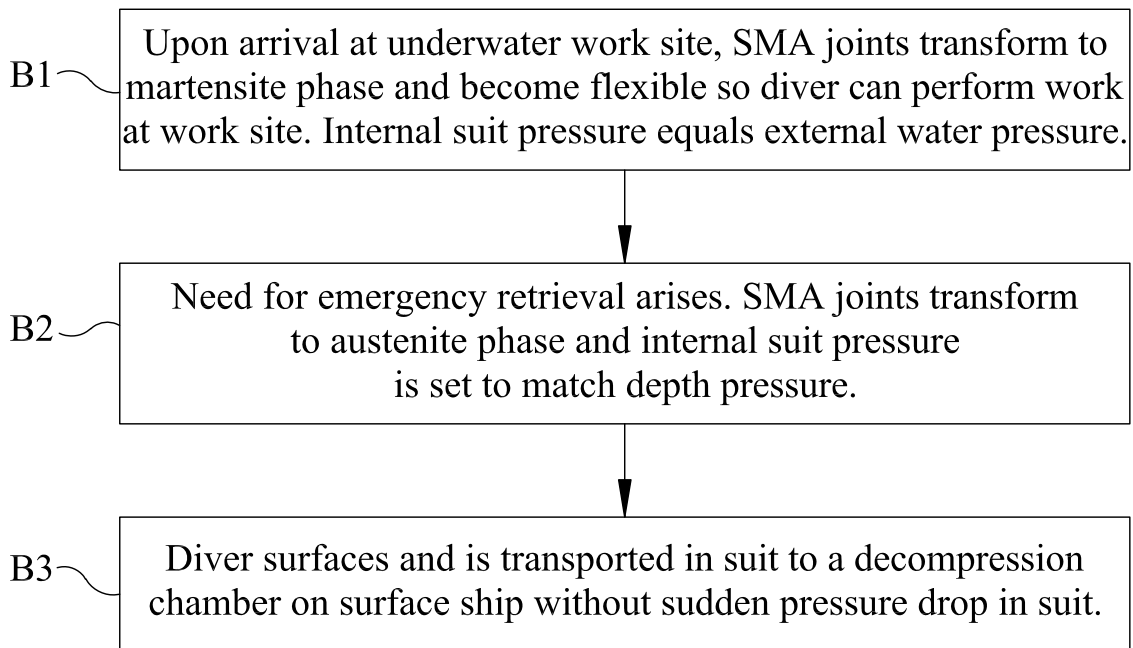 B1
Upon arrival at underwater work site, SMA joints transform to
martensite phase and become flexible so diver can perform work
at work site. Internal suit pressure equals external water pressure.
B2
Need for emergency retrieval arises. SMA joints transform
to austenite phase and internal suit pressure
is set to match depth pressure.
B3
Diver surfaces and is transported in suit to a decompression
chamber on surface ship without sudden pressure drop in suit.